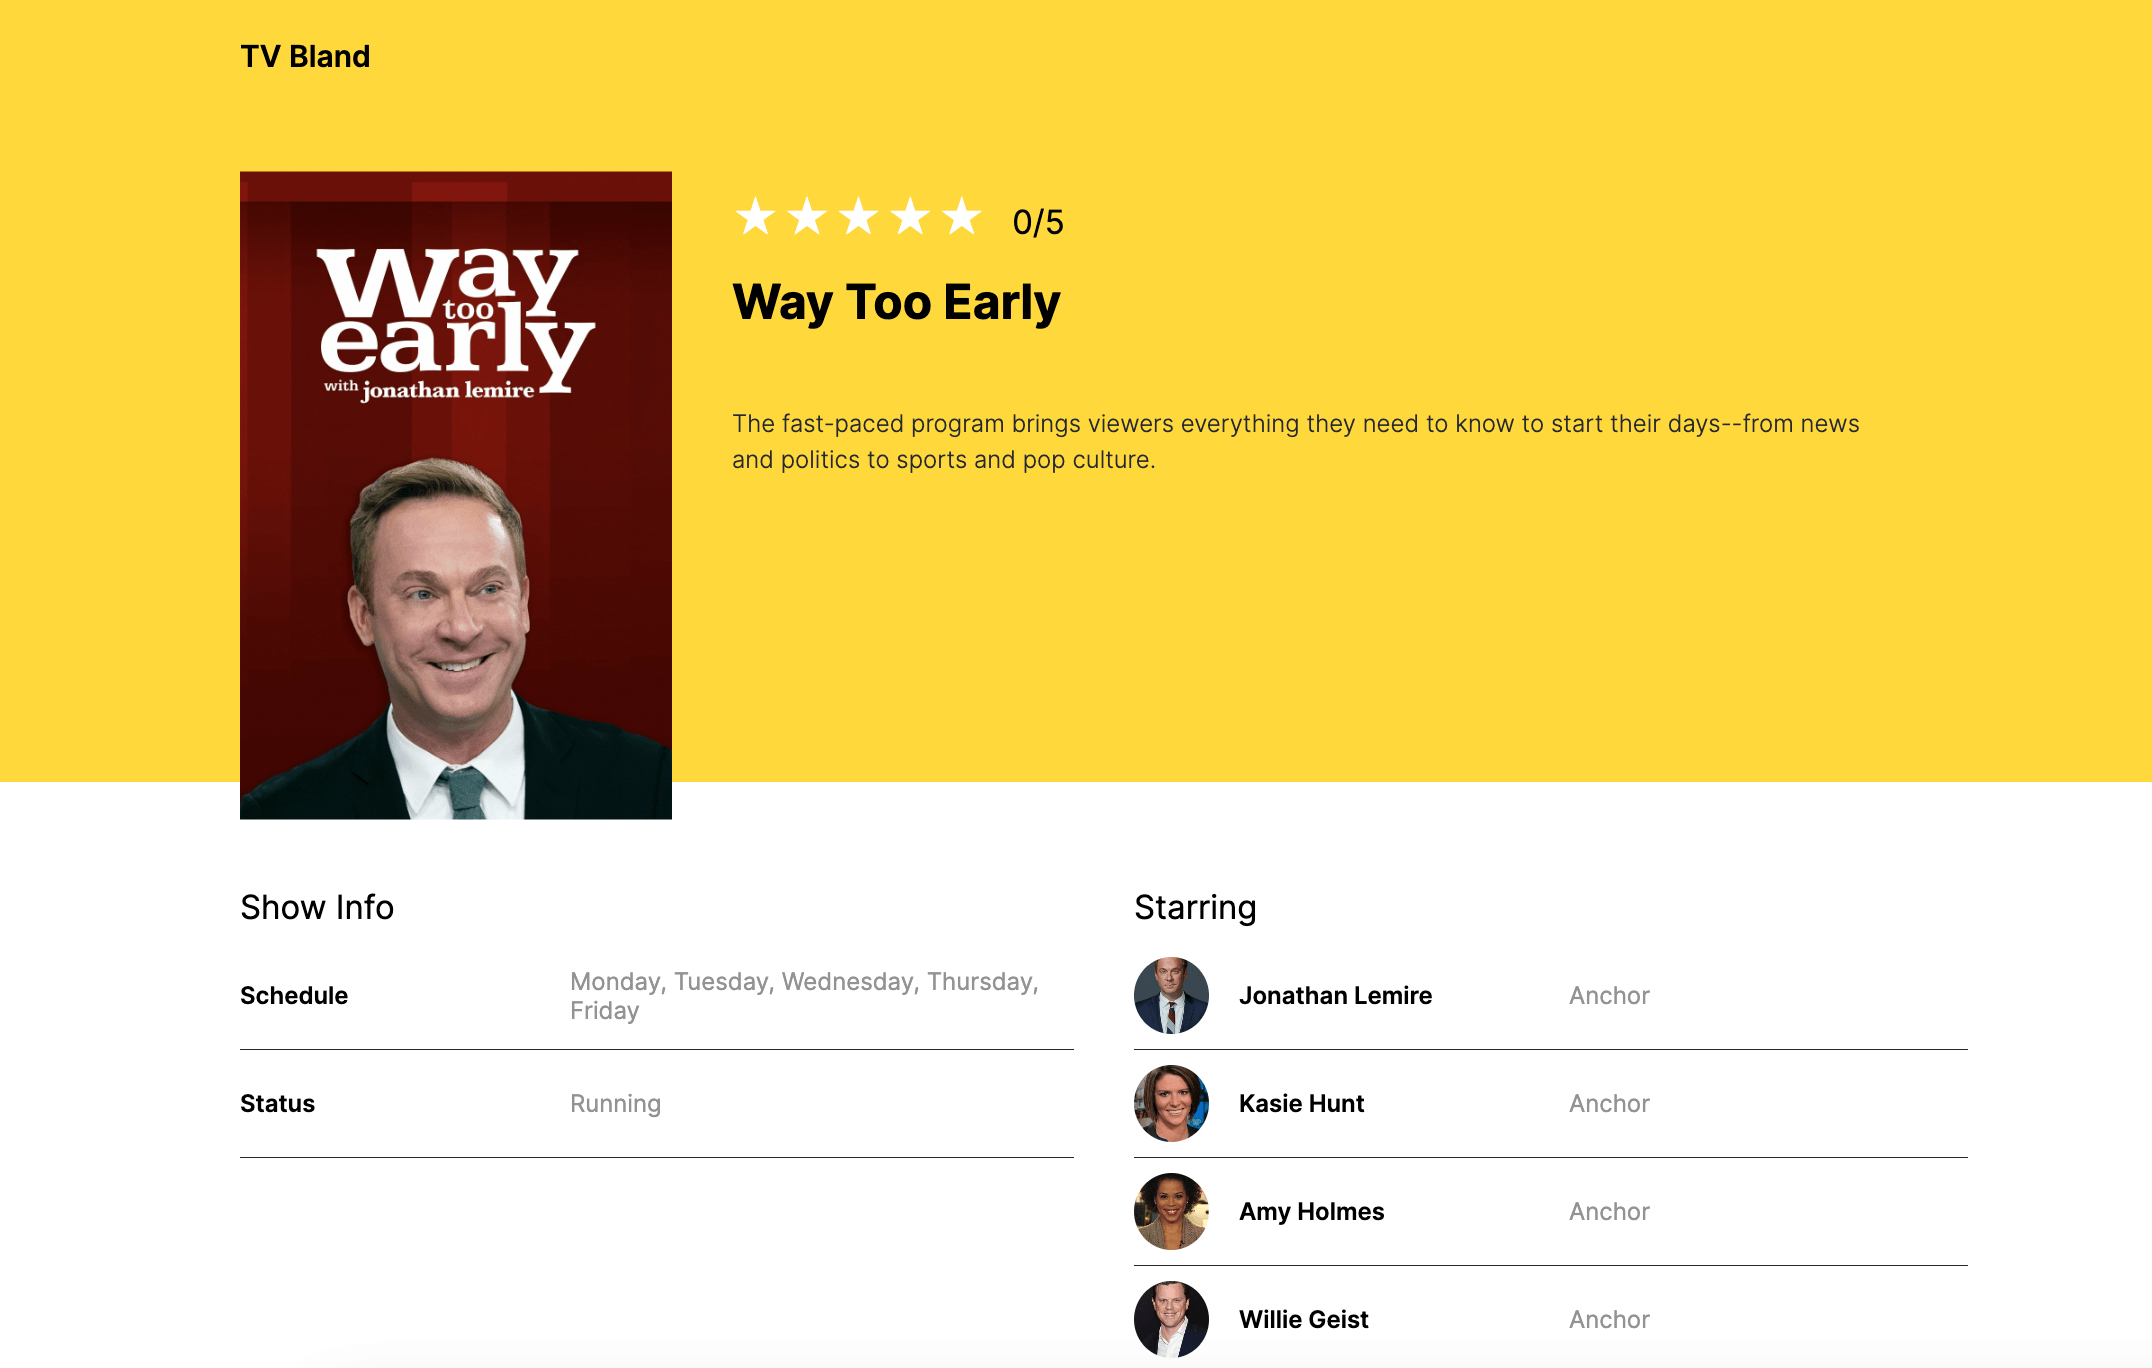 TV Bland
Way
too
early
with jonathan lemire
★★★★★ 0/5
Way Too Early
The fast-paced program brings viewers everything they need to know to start their days--from news
and politics to sports and pop culture.
Show Info
Schedule
Monday, Tuesday, Wednesday, Thursday,
Friday
Status
Running
Starring
Jonathan Lemire
Anchor
Kasie Hunt
Anchor
Amy Holmes
Anchor
Willie Geist
Anchor